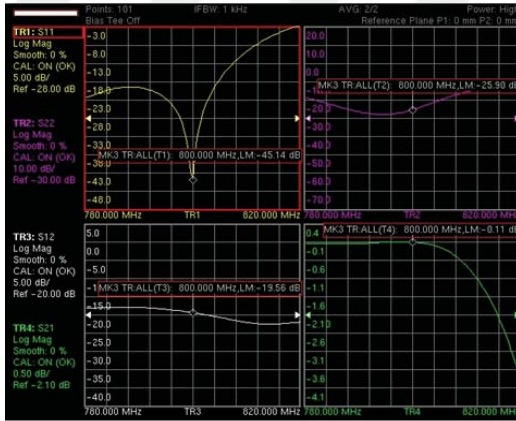 Points: 101 IFBW: 1 kHz AVG: 2/2 Power: High
Bias Tee Off Reference Plane P1: 0 mm P2: 0 mm
TR1: S11
Log Mag
Smooth: 0 %
CAL: ON (OK)
5.00 dB/
Ref -28.00 dB
TR2: S22
Log Mag
Smooth: 0 %
CAL: ON (OK)
10.00 dB/
Ref -30.00 dB
TR3: S12
Log Mag
Smooth: 0 %
CAL: ON (OK)
5.00 dB/
Ref -20.00 dB
TR4: S21
Log Mag
Smooth: 0 %
CAL: ON (OK)
0.50 dB/
Ref -2.10 dB
-3.0
-8.0
-13.0
-18.0
-23.0
-28.0
-33.0
MK3 TR:ALL(T1): 800.000 MHz,LM:-45.14 dB
-38.0
-43.0
-48.0
780.000 MHz TR1 820.000 MHz
20.0
10.0
0.0
MK3 TR:ALL(T2): 800.000 MHz,LM:-25.90 dB
-20.0
-30.0
-40.0
-50.0
-60.0
-70.0
780.000 MHz TR2 820.000 MHz
5.0
0.0
-5.0
MK3 TR:ALL(T3): 800.000 MHz,LM:-19.56 dB
-15.0
-20.0
-25.0
-30.0
-35.0
-40.0
780.000 MHz TR3 820.000 MHz
MK3 TR:ALL(T4): 800.000 MHz,LM:-0.11 dB
0.4
-0.1
-0.6
-1.1
-1.6
-2.10
-2.6
-3.1
-3.6
-4.1
780.000 MHz TR4 820.000 MHz